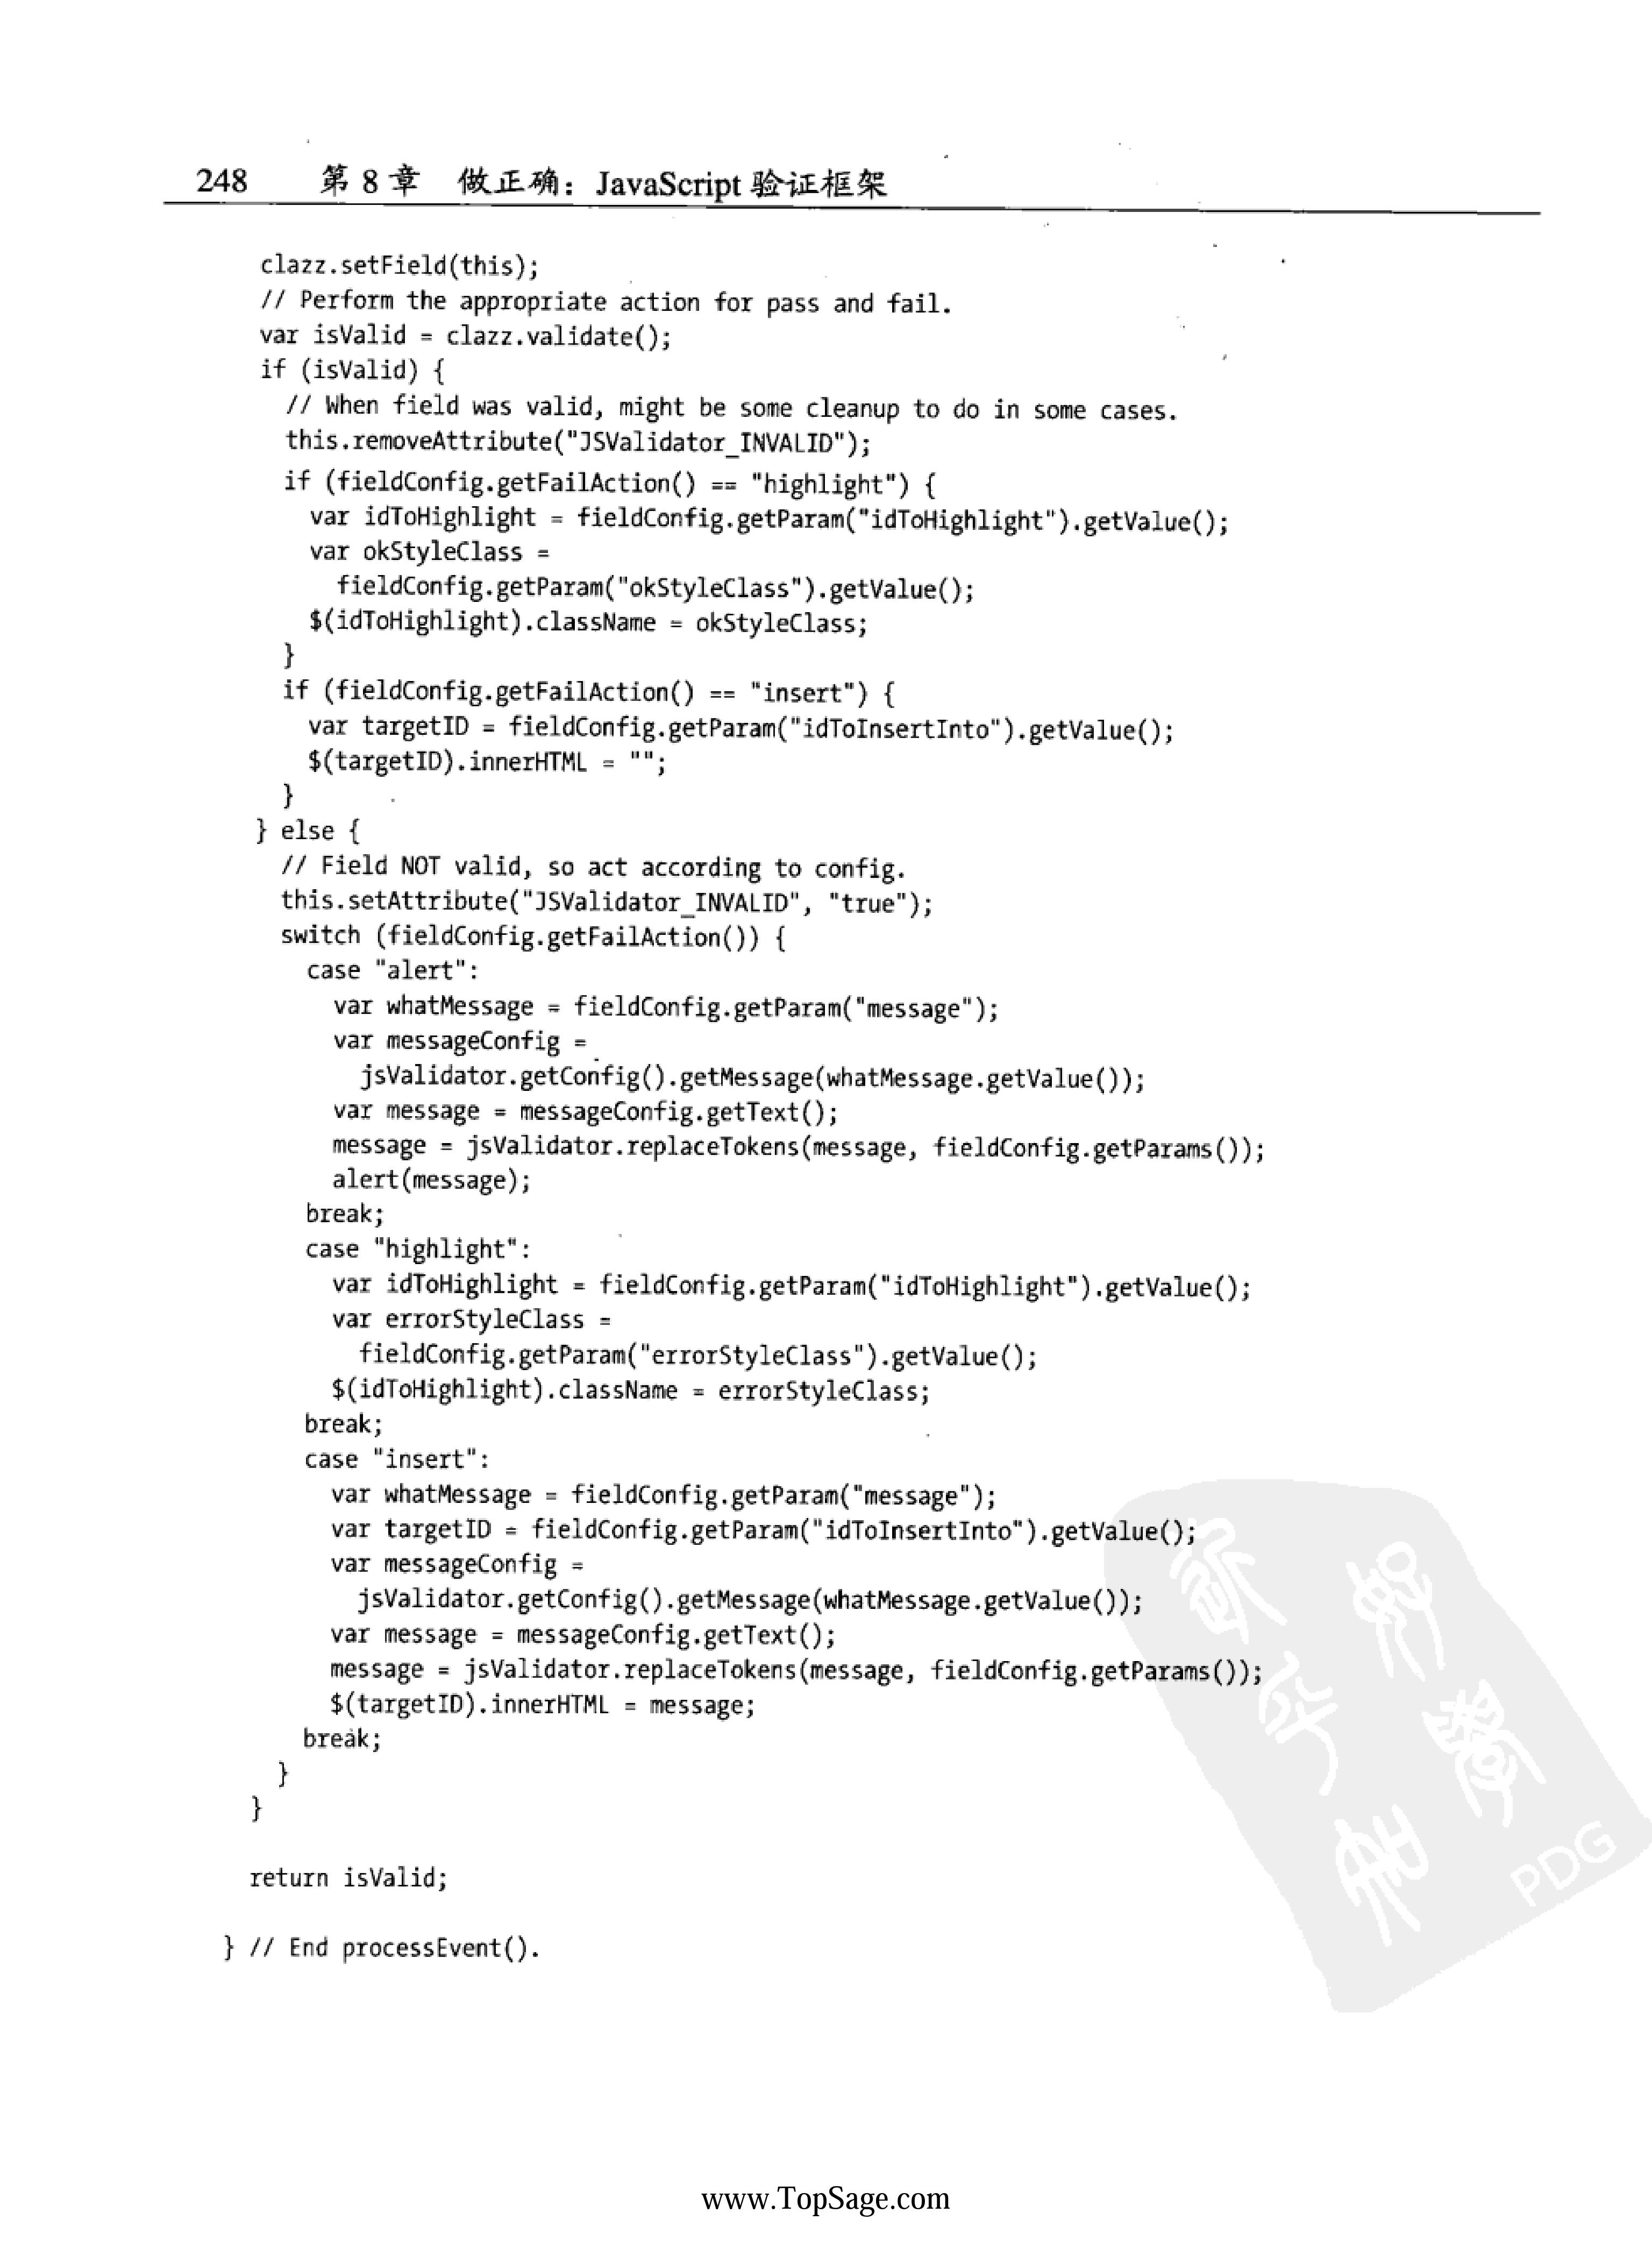 248 第 8 章 做正确：JavaScript 验证框架
clazz.setField(this);
// Perform the appropriate action for pass and fail.
var isValid = clazz.validate();
if (isValid) {
  // When field was valid, might be some cleanup to do in some cases.
  this.removeAttribute("JSValidator_INVALID");
  if (fieldConfig.getFailAction() == "highlight") {
    var idToHighlight = fieldConfig.getParam("idToHighlight").getValue();
    var okStyleClass =
      fieldConfig.getParam("okStyleClass").getValue();
    $(idToHighlight).className = okStyleClass;
  }
  if (fieldConfig.getFailAction() == "insert") {
    var targetID = fieldConfig.getParam("idToInsertInto").getValue();
    $(targetID).innerHTML = "";
  }
} else {
  // Field NOT valid, so act according to config.
  this.setAttribute("JSValidator_INVALID", "true");
  switch (fieldConfig.getFailAction()) {
    case "alert":
      var whatMessage = fieldConfig.getParam("message");
      var messageConfig =
        jsValidator.getConfig().getMessage(whatMessage.getValue());
      var message = messageConfig.getText();
      message = jsValidator.replaceTokens(message, fieldConfig.getParams());
      alert(message);
    break;
    case "highlight":
      var idToHighlight = fieldConfig.getParam("idToHighlight").getValue();
      var errorStyleClass =
        fieldConfig.getParam("errorStyleClass").getValue();
      $(idToHighlight).className = errorStyleClass;
    break;
    case "insert":
      var whatMessage = fieldConfig.getParam("message");
      var targetID = fieldConfig.getParam("idToInsertInto").getValue();
      var messageConfig =
        jsValidator.getConfig().getMessage(whatMessage.getValue());
      var message = messageConfig.getText();
      message = jsValidator.replaceTokens(message, fieldConfig.getParams());
      $(targetID).innerHTML = message;
    break;
  }
}
return isValid;
} // End processEvent().
PDG
www.TopSage.com